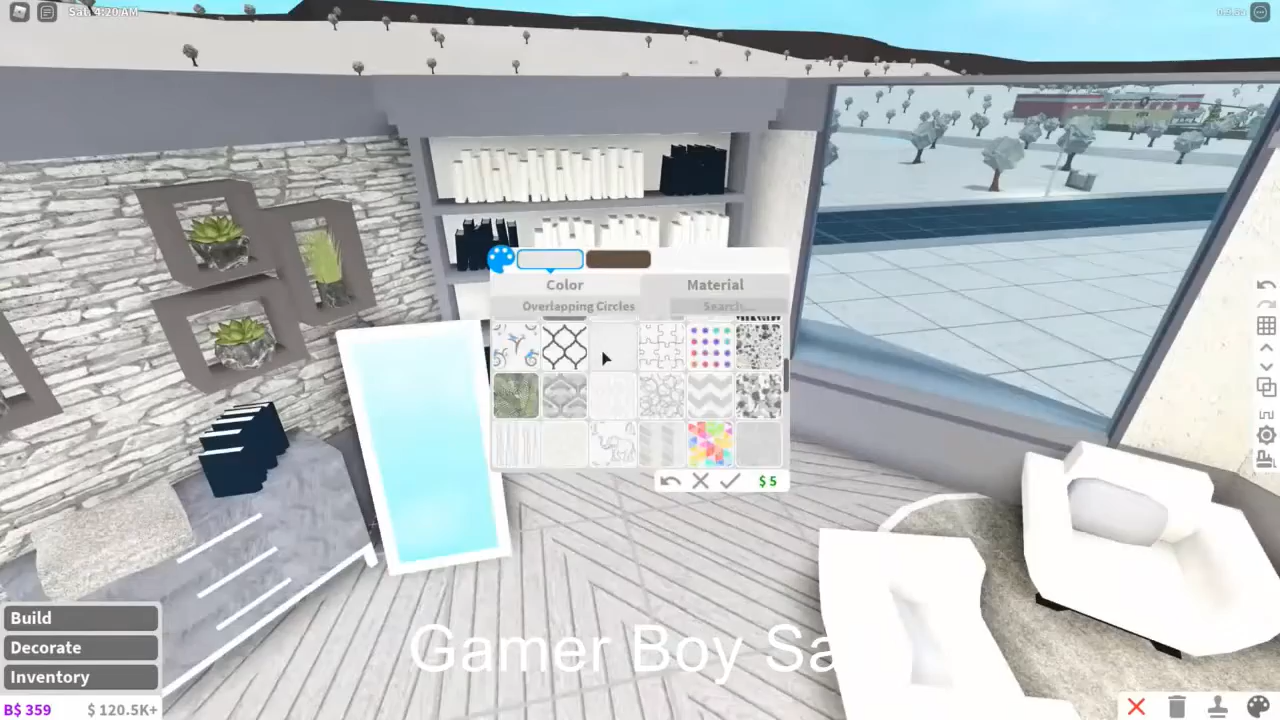 Sat. 4:20 AM
Color
Material
Overlapping Circles
Search...
$ 5
Gamer Boy Sa
Build
Decorate
Inventory
B$ 359
$ 120.5K+